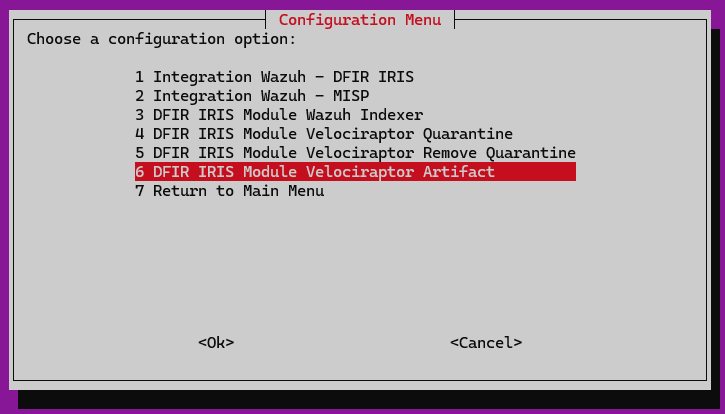 Configuration Menu
Choose a configuration option:
1 Integration Wazuh - DFIR IRIS
2 Integration Wazuh - MISP
3 DFIR IRIS Module Wazuh Indexer
4 DFIR IRIS Module Velociraptor Quarantine
5 DFIR IRIS Module Velociraptor Remove Quarantine
6 DFIR IRIS Module Velociraptor Artifact
7 Return to Main Menu
<Ok> <Cancel>